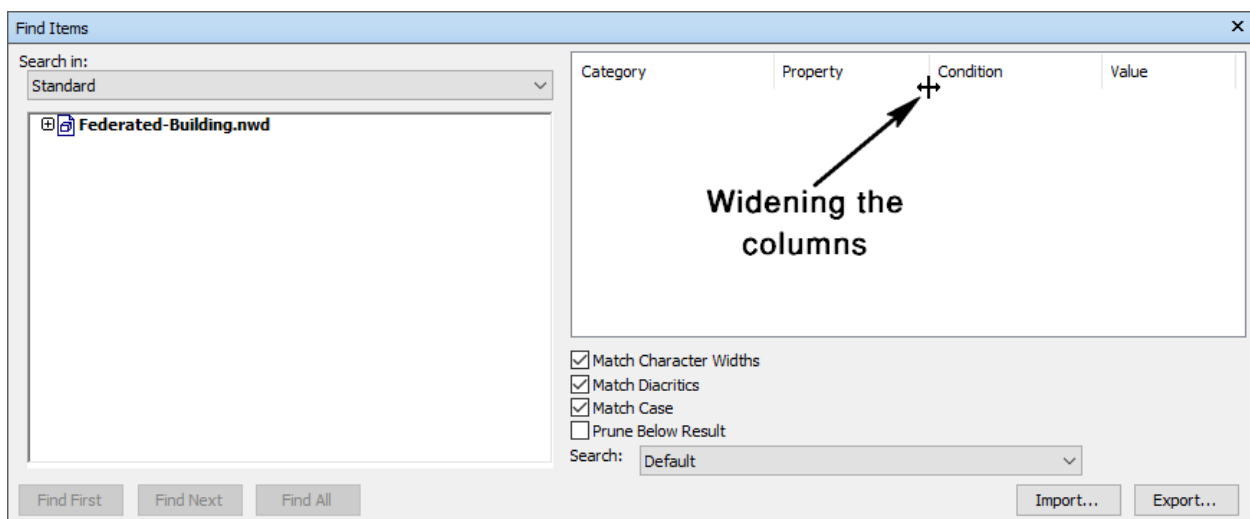 Find Items
Search in:
Standard
Federated-Building.nwd
Category Property Condition Value
Widening the
columns
Match Character Widths
Match Diacritics
Match Case
Prune Below Result
Search: Default
Find First Find Next Find All Import... Export...